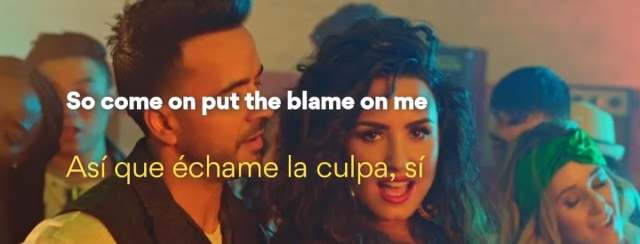 So come on put the blame on me
Así que échame la culpa, sí